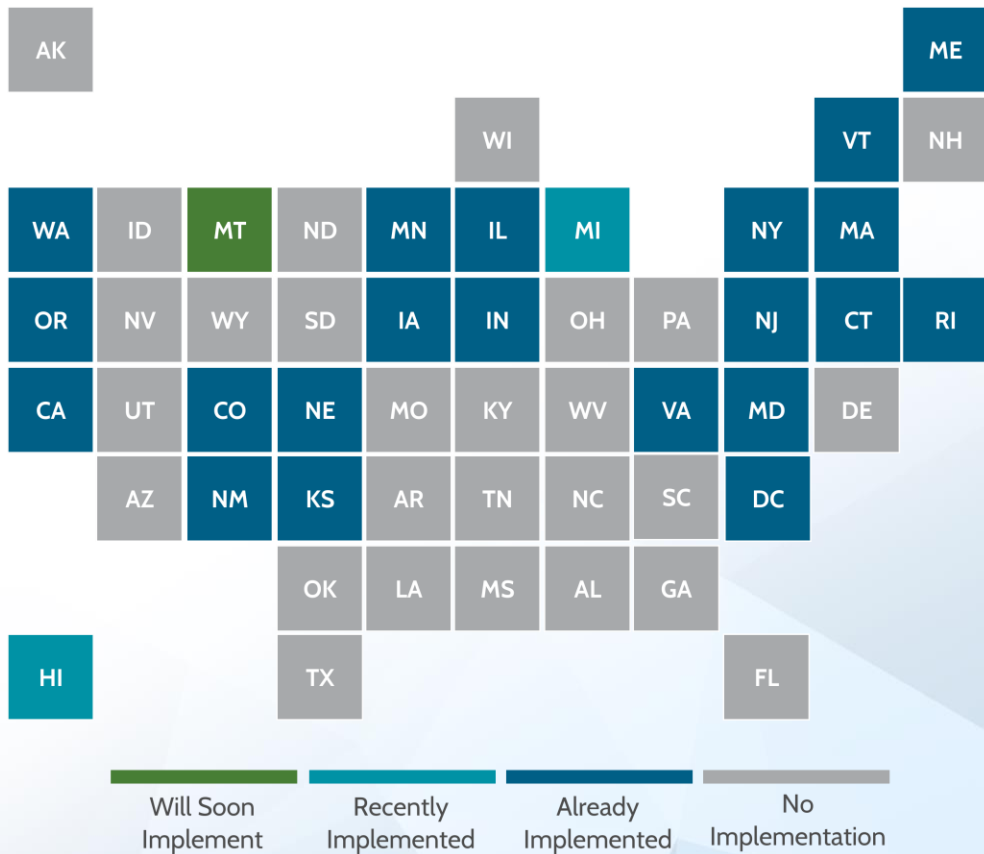 AK ME
WI VT NH
WA ID MT ND MN IL MI NY MA
OR NV WY SD IA IN OH PA NJ CT RI
CA UT CO NE MO KY WV VA MD DE
AZ NM KS AR TN NC SC DC
OK LA MS AL GA
HI TX FL
Will Soon
Implement
Recently
Implemented
Already
Implemented
No
Implementation